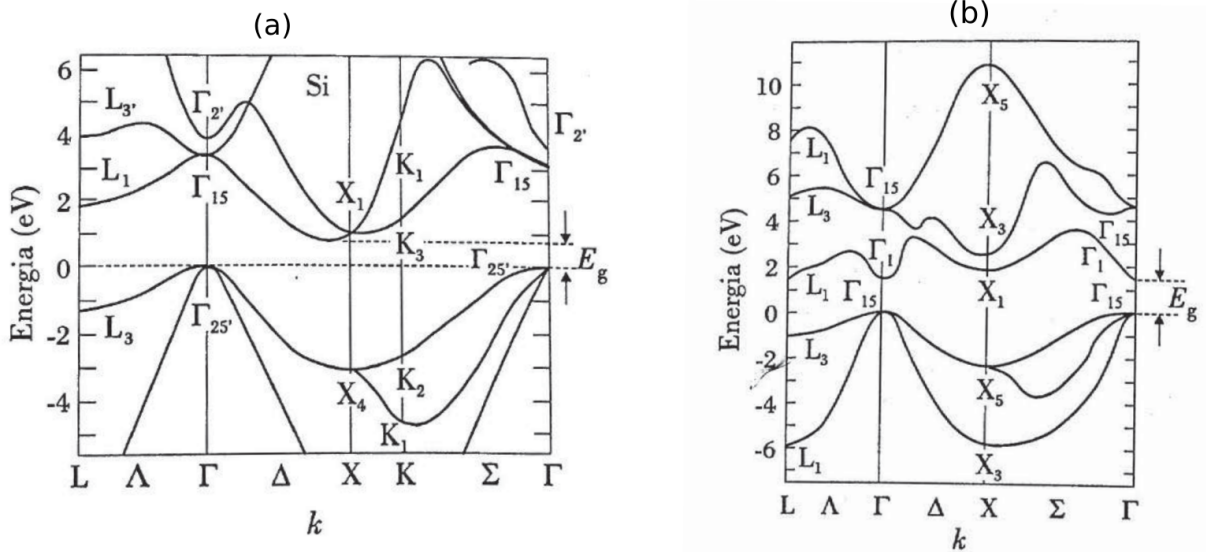 (a)
6
4
2
0
-2
-4
Energia (eV)
Si
L₃'
L₁
L₃
Γ₂'
Γ₁₅
Γ₂₅'
X₁
X₄
K₁
K₃
K₂
K₁
Γ₂'
Γ₁₅
Γ₂₅'
E_g
L Λ Γ Δ X K Σ Γ
k
(b)
10
8
6
4
2
0
-2
-4
-6
Energia (eV)
L₁
L₃
L₁
L₃
L₁
Γ₁₅
Γ₁
Γ₁₅
X₅
X₃
X₁
X₅
X₃
Γ₁₅
Γ₁
Γ₁₅
E_g
L Λ Γ Δ X Σ Γ
k